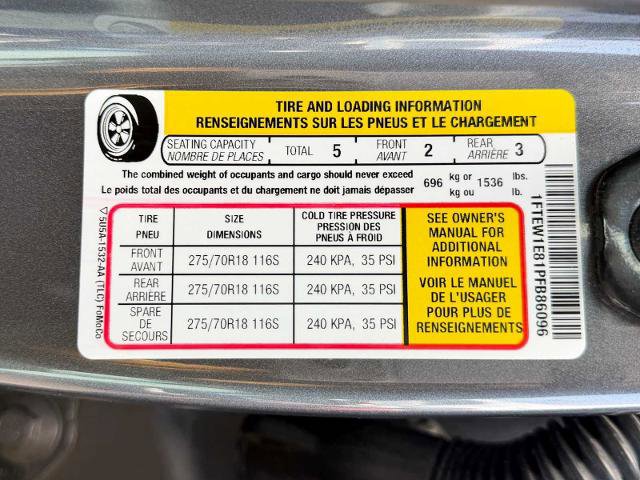 TIRE AND LOADING INFORMATION
RENSEIGNEMENTS SUR LES PNEUS ET LE CHARGEMENT
SEATING CAPACITY
NOMBRE DE PLACES
TOTAL 5
FRONT
AVANT 2
REAR
ARRIÈRE 3
The combined weight of occupants and cargo should never exceed
Le poids total des occupants et du chargement ne doit jamais dépasser
696 kg or
kg ou
1536 lbs.
lb.
TIRE
PNEU
SIZE
DIMENSIONS
COLD TIRE PRESSURE
PRESSION DES
PNEUS À FROID
FRONT
AVANT
275/70R18 116S
240 KPA, 35 PSI
REAR
ARRIÈRE
275/70R18 116S
240 KPA, 35 PSI
SPARE
DE
SECOURS
275/70R18 116S
240 KPA, 35 PSI
SEE OWNER'S
MANUAL FOR
ADDITIONAL
INFORMATION
VOIR LE MANUEL
DE L'USAGER
POUR PLUS DE
RENSEIGNEMENTS
5U5A-1532-AA (TLC) FoMoCo
1FTEW1E81PFB86096